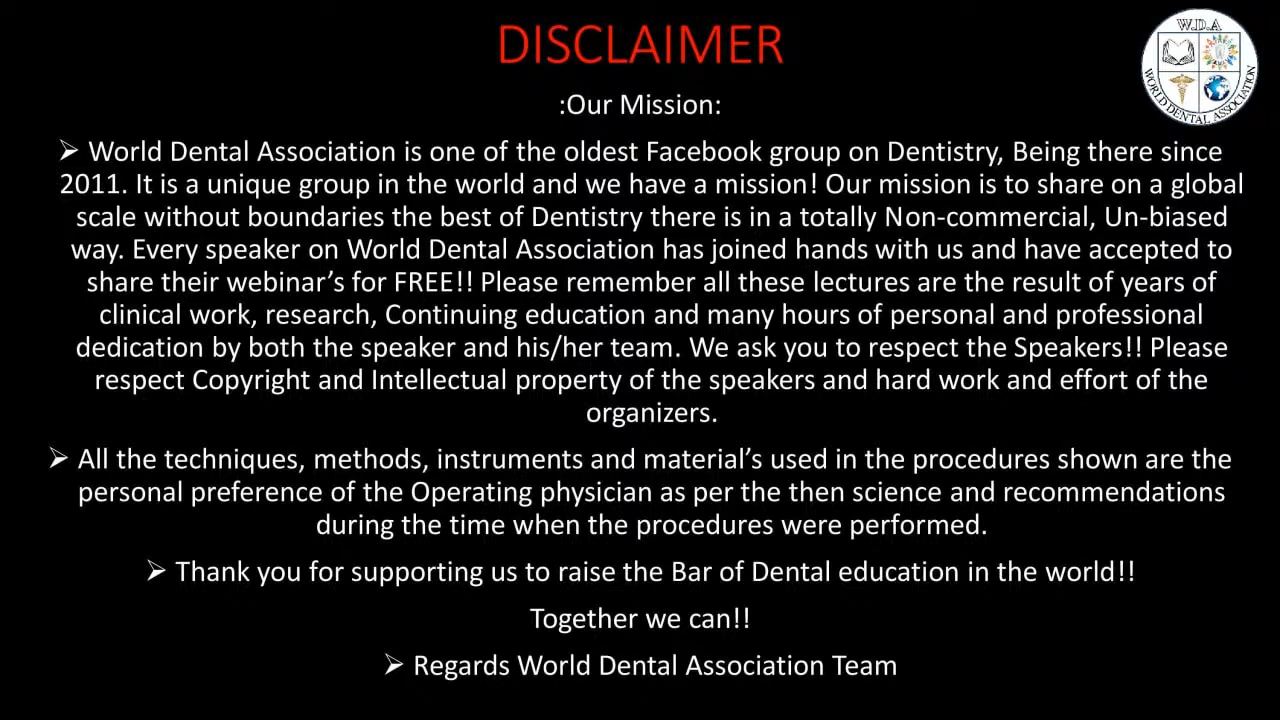 DISCLAIMER
W.D.A
WORLD DENTAL ASSOCIATION
:Our Mission:
➢ World Dental Association is one of the oldest Facebook group on Dentistry, Being there since
2011. It is a unique group in the world and we have a mission! Our mission is to share on a global
scale without boundaries the best of Dentistry there is in a totally Non-commercial, Un-biased
way. Every speaker on World Dental Association has joined hands with us and have accepted to
share their webinar’s for FREE!! Please remember all these lectures are the result of years of
clinical work, research, Continuing education and many hours of personal and professional
dedication by both the speaker and his/her team. We ask you to respect the Speakers!! Please
respect Copyright and Intellectual property of the speakers and hard work and effort of the
organizers.
➢ All the techniques, methods, instruments and material’s used in the procedures shown are the
personal preference of the Operating physician as per the then science and recommendations
during the time when the procedures were performed.
➢ Thank you for supporting us to raise the Bar of Dental education in the world!!
Together we can!!
➢ Regards World Dental Association Team